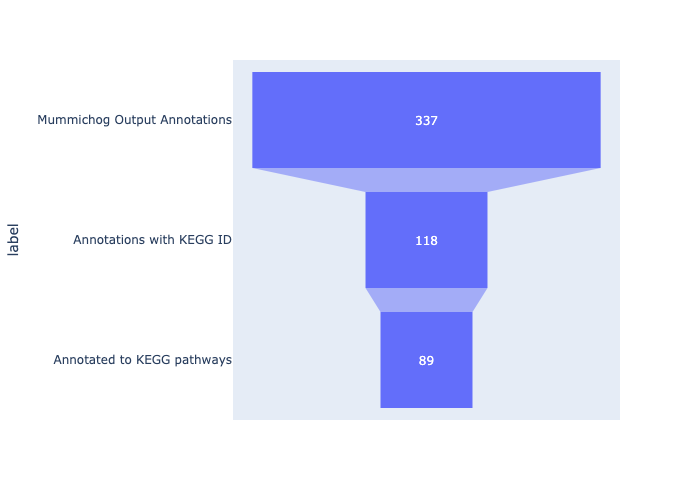 Mummichog Output Annotations
337
Annotations with KEGG ID
118
label
Annotated to KEGG pathways
89